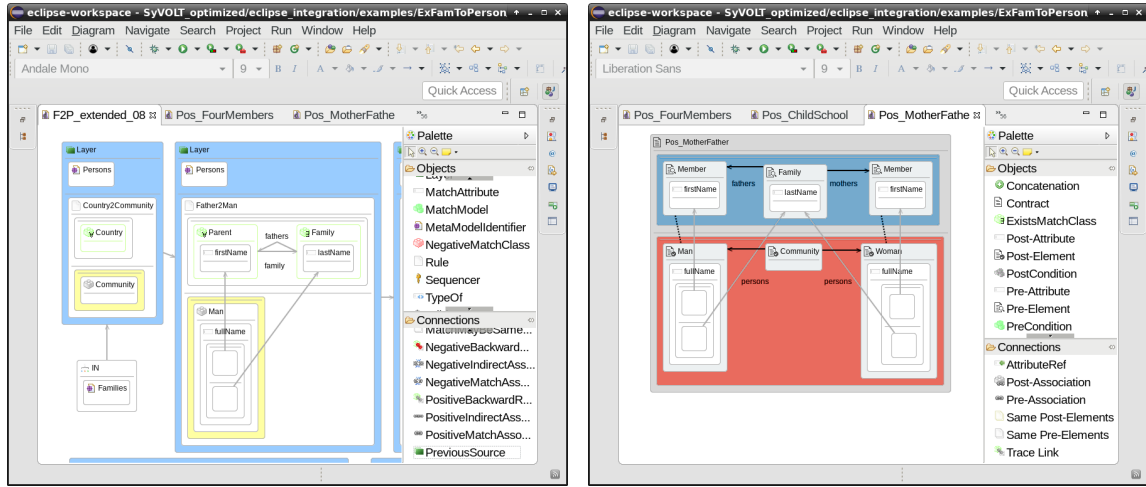 eclipse-workspace - SyVOLT_optimized/eclipse_integration/examples/ExFamToPerson
File Edit Diagram Navigate Search Project Run Window Help
Andale Mono 9 B I A
Quick Access
F2P_extended_08 Pos_FourMembers Pos_MotherFathe »56
Layer
Persons
Country2Community
Country
Community
IN
Families
Layer
Persons
Father2Man
Parent
firstName
fathers
family
Family
lastName
Man
fullName
Palette
Objects
MatchAttribute
MatchModel
MetaModelIdentifier
NegativeMatchClass
Rule
Sequencer
TypeOf
Connections
MatchMayBeSame...
NegativeBackward...
NegativeIndirectAss...
NegativeMatchAss...
PositiveBackwardR...
PositiveIndirectAss...
PositiveMatchAsso...
PreviousSource
eclipse-workspace - SyVOLT_optimized/eclipse_integration/examples/ExFamToPerson
File Edit Diagram Navigate Search Project Run Window Help
Liberation Sans 9 B I A
Quick Access
Pos_FourMembers Pos_ChildSchool Pos_MotherFathe »56
Pos_MotherFather
Member
firstName
fathers
Family
lastName
mothers
Member
firstName
Man
fullName
persons
Community
persons
Woman
fullName
Palette
Objects
Concatenation
Contract
ExistsMatchClass
Post-Attribute
Post-Element
PostCondition
Pre-Attribute
Pre-Element
PreCondition
Connections
AttributeRef
Post-Association
Pre-Association
Same Post-Elements
Same Pre-Elements
Trace Link